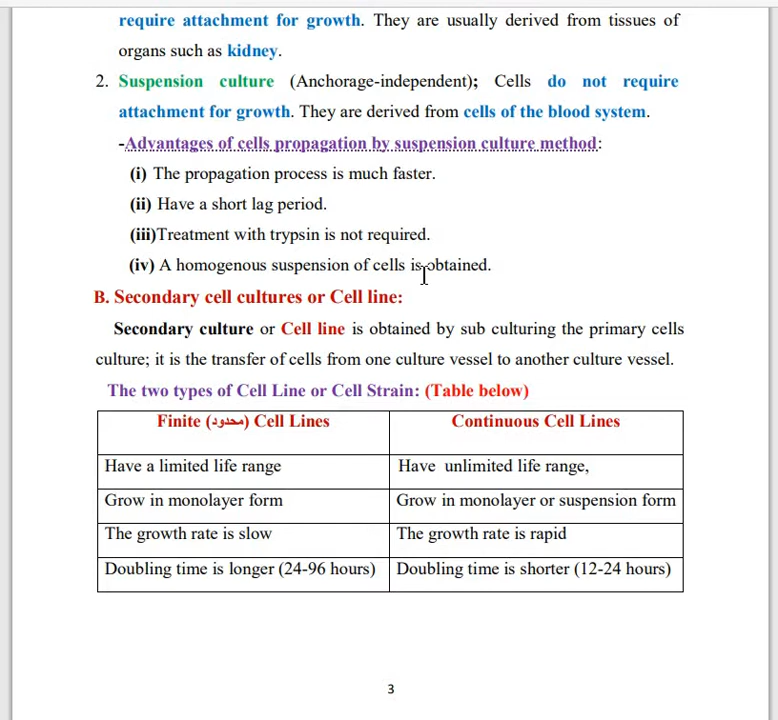 require attachment for growth. They are usually derived from tissues of
organs such as kidney.
2. Suspension culture (Anchorage-independent); Cells do not require
attachment for growth. They are derived from cells of the blood system.
-Advantages of cells propagation by suspension culture method:
(i) The propagation process is much faster.
(ii) Have a short lag period.
(iii)Treatment with trypsin is not required.
(iv) A homogenous suspension of cells is obtained.
B. Secondary cell cultures or Cell line:
Secondary culture or Cell line is obtained by sub culturing the primary cells
culture; it is the transfer of cells from one culture vessel to another culture vessel.
The two types of Cell Line or Cell Strain: (Table below)
Finite (محدود) Cell Lines Continuous Cell Lines
Have a limited life range Have unlimited life range,
Grow in monolayer form Grow in monolayer or suspension form
The growth rate is slow The growth rate is rapid
Doubling time is longer (24-96 hours) Doubling time is shorter (12-24 hours)
3